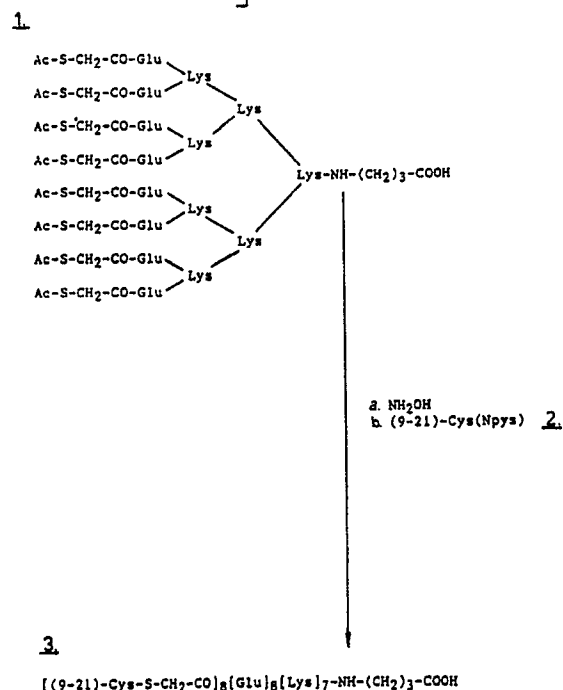 1.
Ac-S-CH2-CO-Glu
Lys
Ac-S-CH2-CO-Glu
Lys
Ac-S-CH2-CO-Glu
Lys
Ac-S-CH2-CO-Glu
Lys-NH-(CH2)3-COOH
Ac-S-CH2-CO-Glu
Lys
Ac-S-CH2-CO-Glu
Lys
Ac-S-CH2-CO-Glu
Lys
Ac-S-CH2-CO-Glu
a. NH2OH
b. (9-21)-Cys(Npys) 2.
3.
[(9-21)-Cys-S-CH2-CO]8[Glu]8[Lys]7-NH-(CH2)3-COOH